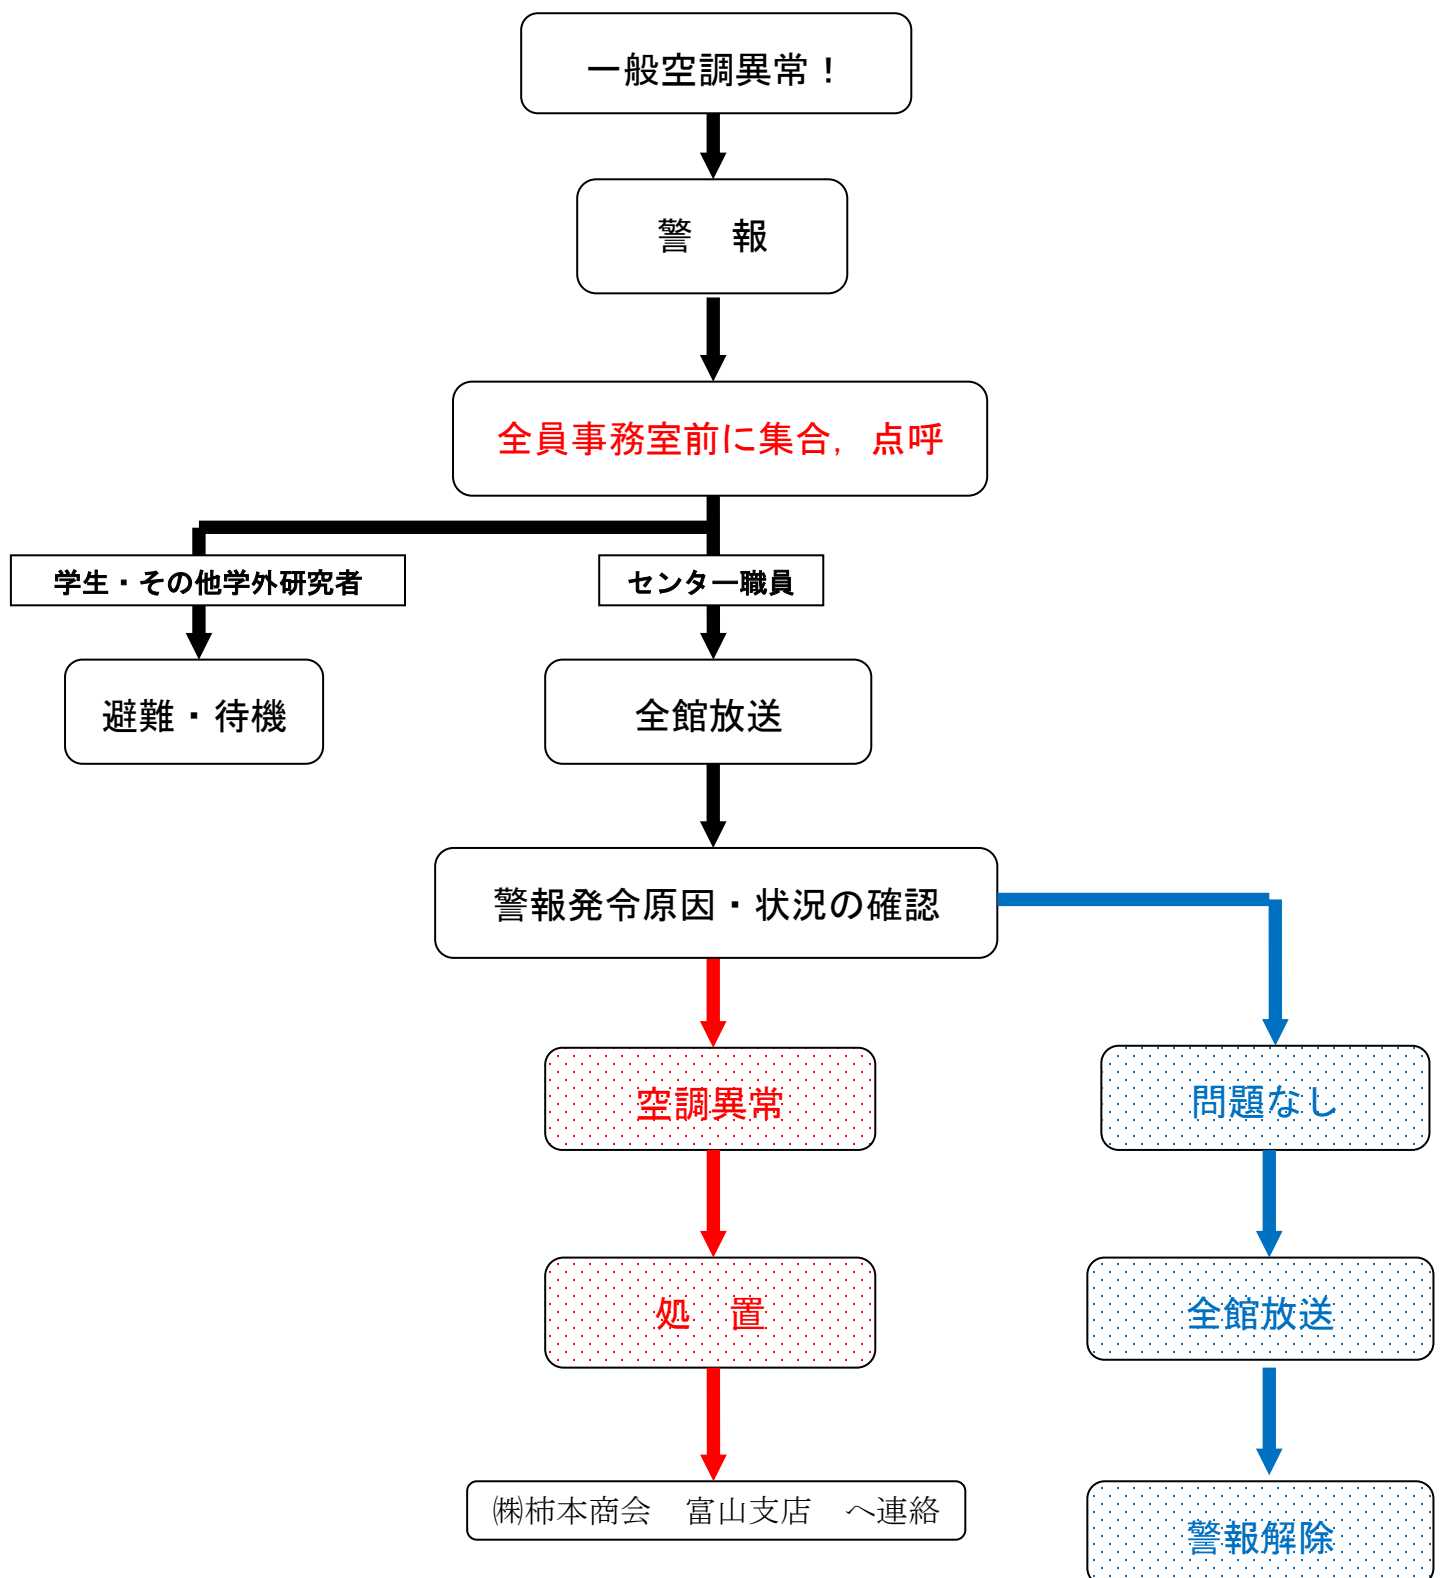 一般空調異常！
警　報
全員事務室前に集合，点呼
学生・その他学外研究者
センター職員
避難・待機
全館放送
警報発令原因・状況の確認
空調異常
問題なし
処　置
全館放送
㈱柿本商会　富山支店　へ連絡
警報解除